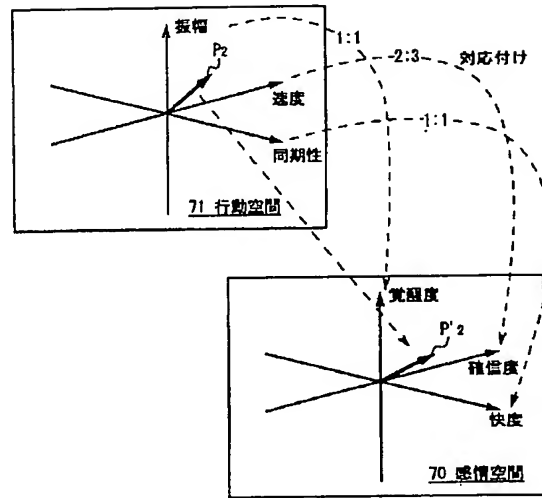 振幅
P2
1:1
2:3
対応付け
速度
1:1
同期性
71 行動空間
覚醒度
P'2
確信度
快度
70 感情空間